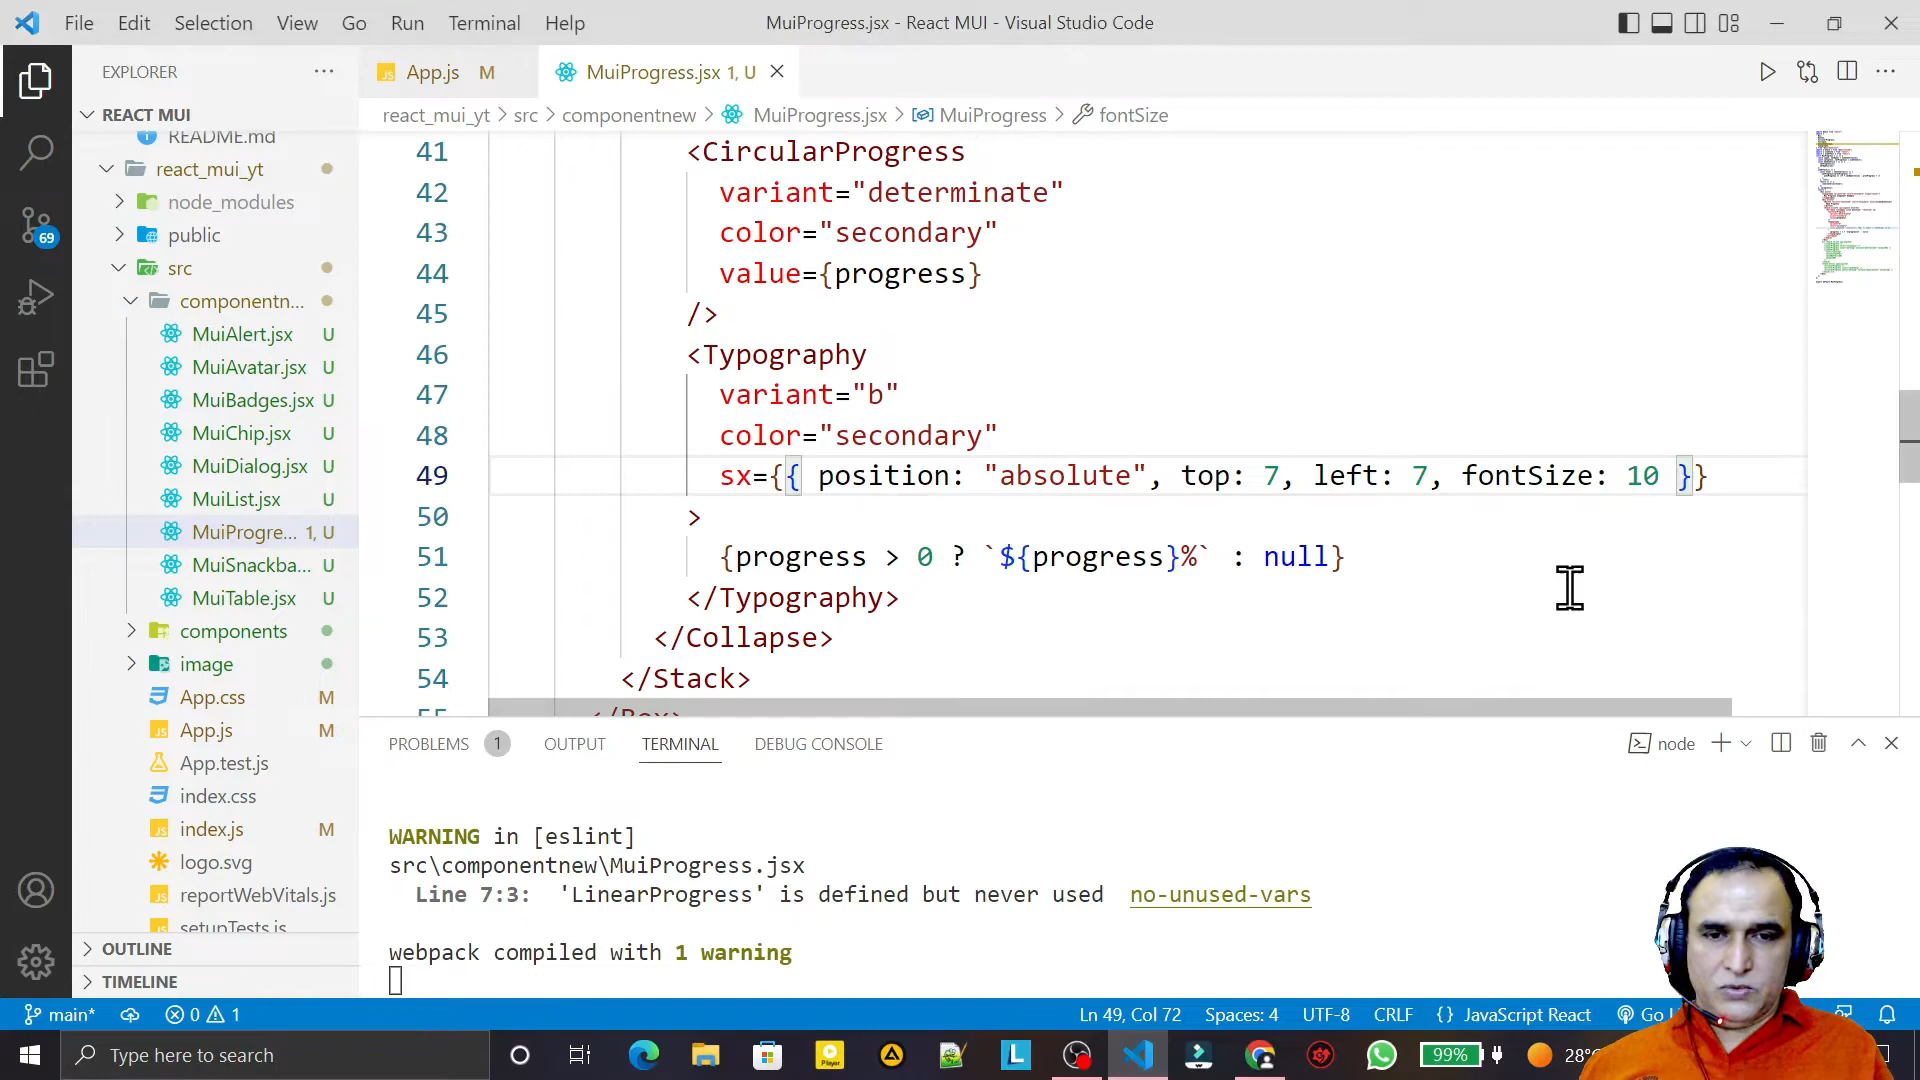 File Edit Selection View Go Run Terminal Help MuiProgress.jsx - React MUI - Visual Studio Code
EXPLORER
App.js M
MuiProgress.jsx 1, U
REACT MUI
react_mui_yt > src > componentnew > MuiProgress.jsx > MuiProgress > fontSize
README.md
react_mui_yt
node_modules
public
src
componentn...
MuiAlert.jsx U
MuiAvatar.jsx U
MuiBadges.jsx U
MuiChip.jsx U
MuiDialog.jsx U
MuiList.jsx U
MuiProgre... 1, U
MuiSnackba... U
MuiTable.jsx U
components
image
App.css M
App.js M
App.test.js
index.css
index.js M
logo.svg
reportWebVitals.js
setupTests.js
OUTLINE
TIMELINE
69
41 <CircularProgress
42 variant="determinate"
43 color="secondary"
44 value={progress}
45 />
46 <Typography
47 variant="b"
48 color="secondary"
49 sx={{ position: "absolute", top: 7, left: 7, fontSize: 10 }}
50 >
51 {progress > 0 ? `${progress}%` : null}
52 </Typography>
53 </Collapse>
54 </Stack>
55 </Box>
PROBLEMS 1 OUTPUT TERMINAL DEBUG CONSOLE node
WARNING in [eslint]
src\componentnew\MuiProgress.jsx
Line 7:3: 'LinearProgress' is defined but never used no-unused-vars
webpack compiled with 1 warning
main* 0 1 Ln 49, Col 72 Spaces: 4 UTF-8 CRLF {} JavaScript React Go
Type here to search
Player
L
99%
28°